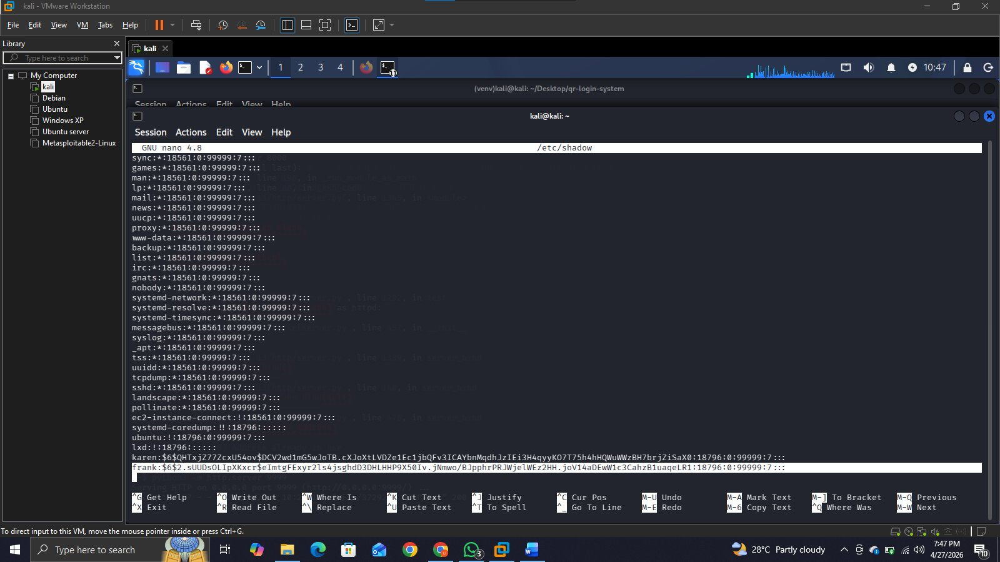 kali - VMware Workstation
File Edit View VM Tabs Help
Library
Type here to search
My Computer
kali
Debian
Ubuntu
Windows XP
Ubuntu server
Metasploitable2-Linux
kali
1 2 3 4
11
10:47
(venv)kali@kali: ~/Desktop/qr-login-system
Session Actions Edit View Help
kali@kali: ~
Session Actions Edit View Help
GNU nano 4.8 /etc/shadow
sync:*:18561:0:99999:7:::
games:*:18561:0:99999:7:::
man:*:18561:0:99999:7:::
lp:*:18561:0:99999:7:::
mail:*:18561:0:99999:7:::
news:*:18561:0:99999:7:::
uucp:*:18561:0:99999:7:::
proxy:*:18561:0:99999:7:::
www-data:*:18561:0:99999:7:::
backup:*:18561:0:99999:7:::
list:*:18561:0:99999:7:::
irc:*:18561:0:99999:7:::
gnats:*:18561:0:99999:7:::
nobody:*:18561:0:99999:7:::
systemd-network:*:18561:0:99999:7:::
systemd-resolve:*:18561:0:99999:7:::
systemd-timesync:*:18561:0:99999:7:::
messagebus:*:18561:0:99999:7:::
syslog:*:18561:0:99999:7:::
_apt:*:18561:0:99999:7:::
tss:*:18561:0:99999:7:::
uuidd:*:18561:0:99999:7:::
tcpdump:*:18561:0:99999:7:::
sshd:*:18561:0:99999:7:::
landscape:*:18561:0:99999:7:::
pollinate:*:18561:0:99999:7:::
ec2-instance-connect:!:18561:0:99999:7:::
systemd-coredump:!!:18796::::::
ubuntu:!:18796:0:99999:7:::
lxd:!:18796::::::
karen:$6$QHTxjZ77ZcxU54ov$DCV2wd1mG5wJoTB.cXJoXtLVDZe1Ec1jbQFv3ICAYbnMqdhJzIEi3H4qyyKO7T75h4hHQWuWWzBH7brjZiSaX0:18796:0:99999:7:::
frank:$6$2.sUUDsOLIpXKxcr$eImtgFExyr2ls4jsghdD3DHLHHP9X50Iv.jNmwo/BJpphrPRJWjelWEz2HH.joV14aDEwW1c3CahzB1uaqeLR1:18796:0:99999:7:::
^G Get Help ^O Write Out ^W Where Is ^K Cut Text ^J Justify ^C Cur Pos M-U Undo M-A Mark Text M-] To Bracket M-Q Previous
^X Exit ^R Read File ^\ Replace ^U Paste Text ^T To Spell ^_ Go To Line M-E Redo M-6 Copy Text ^Q Where Was M-W Next
To direct input to this VM, move the mouse pointer inside or press Ctrl+G.
Type here to search
3
28°C Partly cloudy
7:47 PM
4/27/2026
10